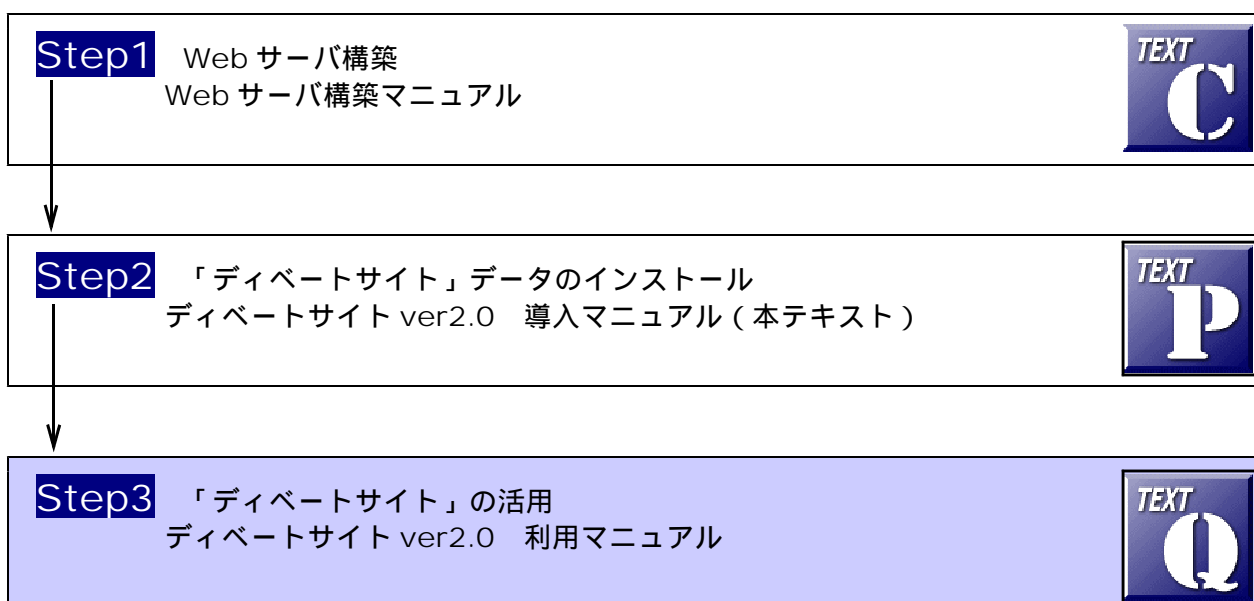 Step1 Web サーバ構築
Web サーバ構築マニュアル
TEXT
C
Step2 「ディベートサイト」データのインストール
ディベートサイト ver2.0　導入マニュアル（本テキスト）
TEXT
P
Step3 「ディベートサイト」の活用
ディベートサイト ver2.0　利用マニュアル
TEXT
Q